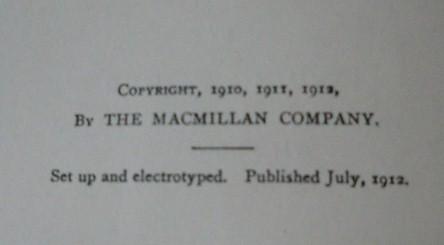 COPYRIGHT, 1910, 1911, 1912,
BY THE MACMILLAN COMPANY.
Set up and electrotyped. Published July, 1912.